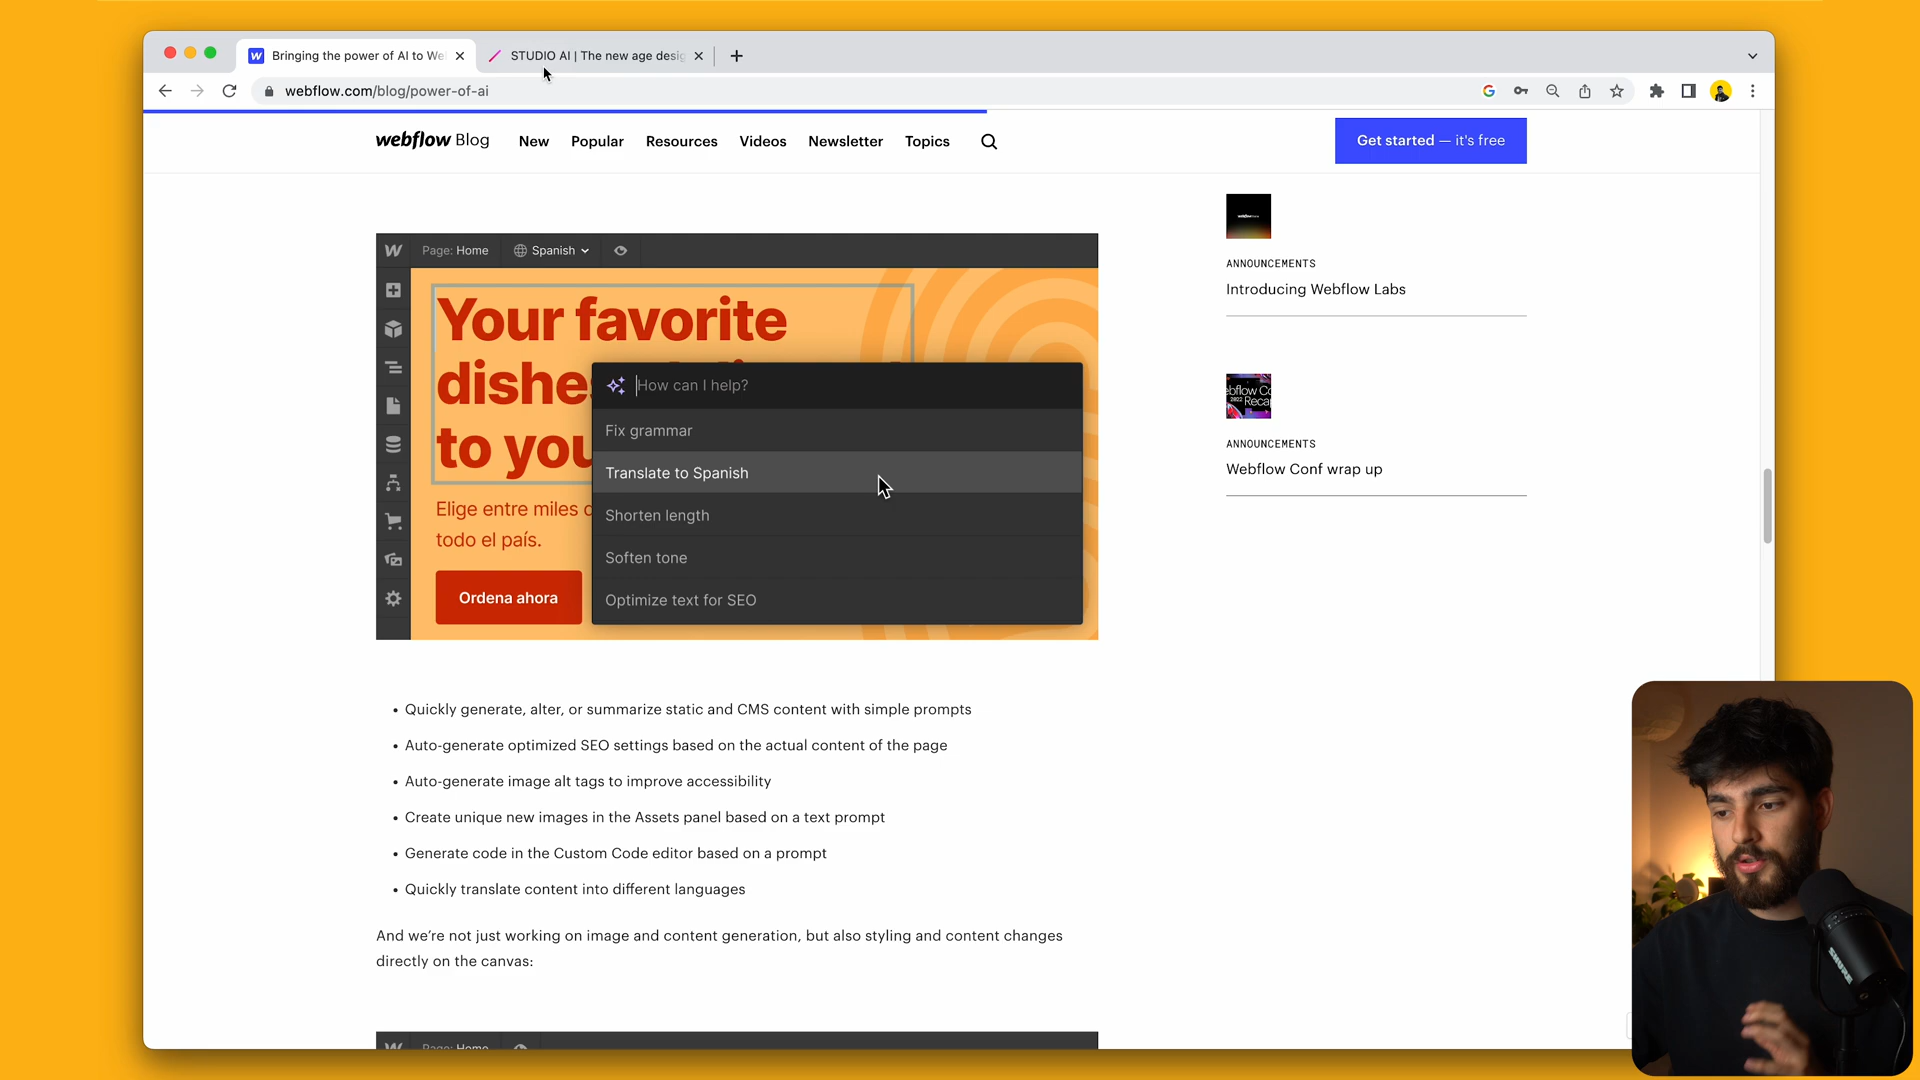 Bringing the power of AI to We
STUDIO AI | The new age desig
webflow.com/blog/power-of-ai
webflow Blog
New
Popular
Resources
Videos
Newsletter
Topics
Get started — it's free
Page: Home
Spanish
Your favorite
dishe
to you
How can I help?
Fix grammar
Translate to Spanish
Shorten length
Soften tone
Optimize text for SEO
Elige entre miles
todo el país.
Ordena ahora
ANNOUNCEMENTS
Introducing Webflow Labs
ANNOUNCEMENTS
Webflow Conf wrap up
• Quickly generate, alter, or summarize static and CMS content with simple prompts
• Auto-generate optimized SEO settings based on the actual content of the page
• Auto-generate image alt tags to improve accessibility
• Create unique new images in the Assets panel based on a text prompt
• Generate code in the Custom Code editor based on a prompt
• Quickly translate content into different languages
And we're not just working on image and content generation, but also styling and content changes
directly on the canvas:
Page: Home
SHURE